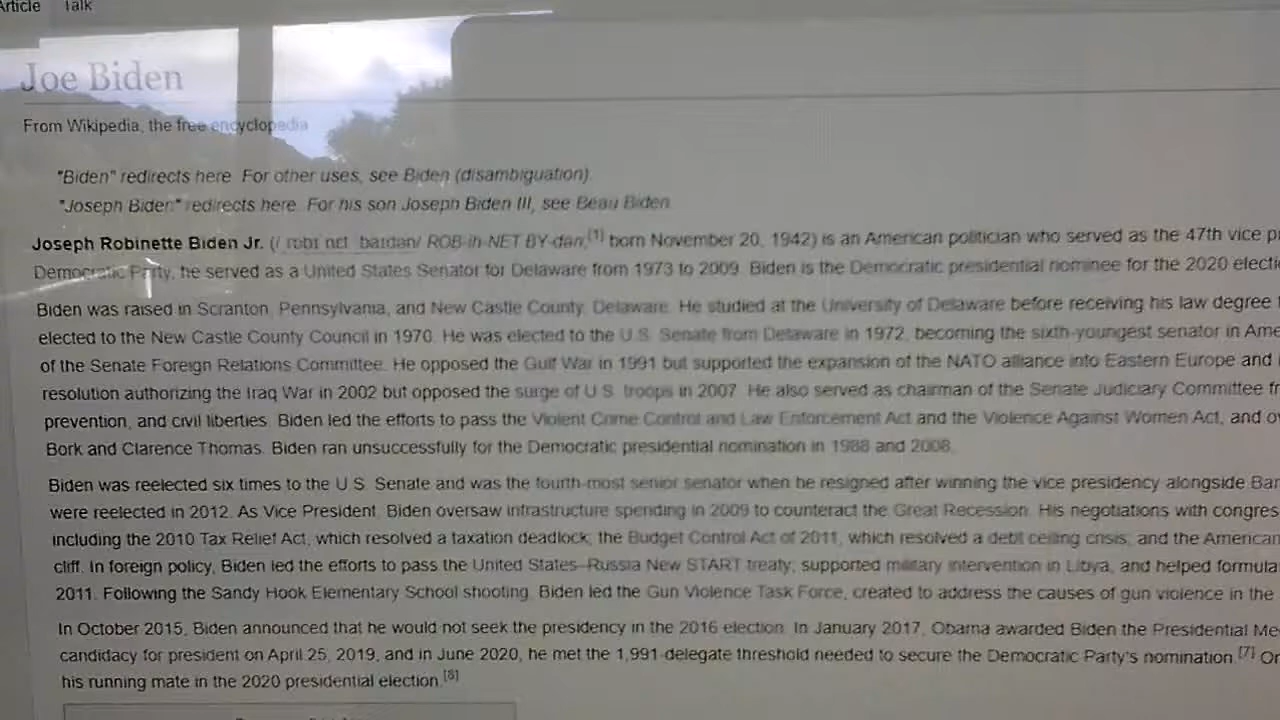 Article Talk
Joe Biden
From Wikipedia, the free encyclopedia
"Biden" redirects here. For other uses, see Biden (disambiguation).
"Joseph Biden" redirects here. For his son Joseph Biden III, see Beau Biden.
Joseph Robinette Biden Jr. ROB-ih-NET BY-dən;[1] born November 20, 1942) is an American politician who served as the 47th vice
Democratic Party, he served as a United States Senator for Delaware from 1973 to 2009. Biden is the Democratic presidential nominee for the 2020
Biden was raised in Scranton, Pennsylvania, and New Castle County, Delaware. He studied at the University of Delaware before receiving his law degree
elected to the New Castle County Council in 1970. He was elected to the U.S. Senate from Delaware in 1972, becoming the sixth-youngest senator in
of the Senate Foreign Relations Committee. He opposed the Gulf War in 1991 but supported the expansion of the NATO alliance into Eastern Europe and
resolution authorizing the Iraq War in 2002 but opposed the surge of U.S. troops in 2007. He also served as chairman of the Senate Judiciary Committee
prevention, and civil liberties. Biden led the efforts to pass the Violent Crime Control and Law Enforcement Act and the Violence Against Women Act, and
Bork and Clarence Thomas. Biden ran unsuccessfully for the Democratic presidential nomination in 1988 and 2008.
Biden was reelected six times to the U.S. Senate and was the fourth-most senior senator when he resigned after winning the vice presidency alongside
were reelected in 2012. As Vice President, Biden oversaw infrastructure spending in 2009 to counteract the Great Recession. His negotiations with
including the 2010 Tax Relief Act, which resolved a taxation deadlock; the Budget Control Act of 2011, which resolved a debt ceiling crisis; and the American
cliff. In foreign policy, Biden led the efforts to pass the United States–Russia New START treaty; supported military intervention in Libya, and helped
2011. Following the Sandy Hook Elementary School shooting, Biden led the Gun Violence Task Force, created to address the causes of gun violence in the
In October 2015, Biden announced that he would not seek the presidency in the 2016 election. In January 2017, Obama awarded Biden the Presidential
candidacy for president on April 25, 2019, and in June 2020, he met the 1,991-delegate threshold needed to secure the Democratic Party's nomination.[7]
his running mate in the 2020 presidential election.[8]